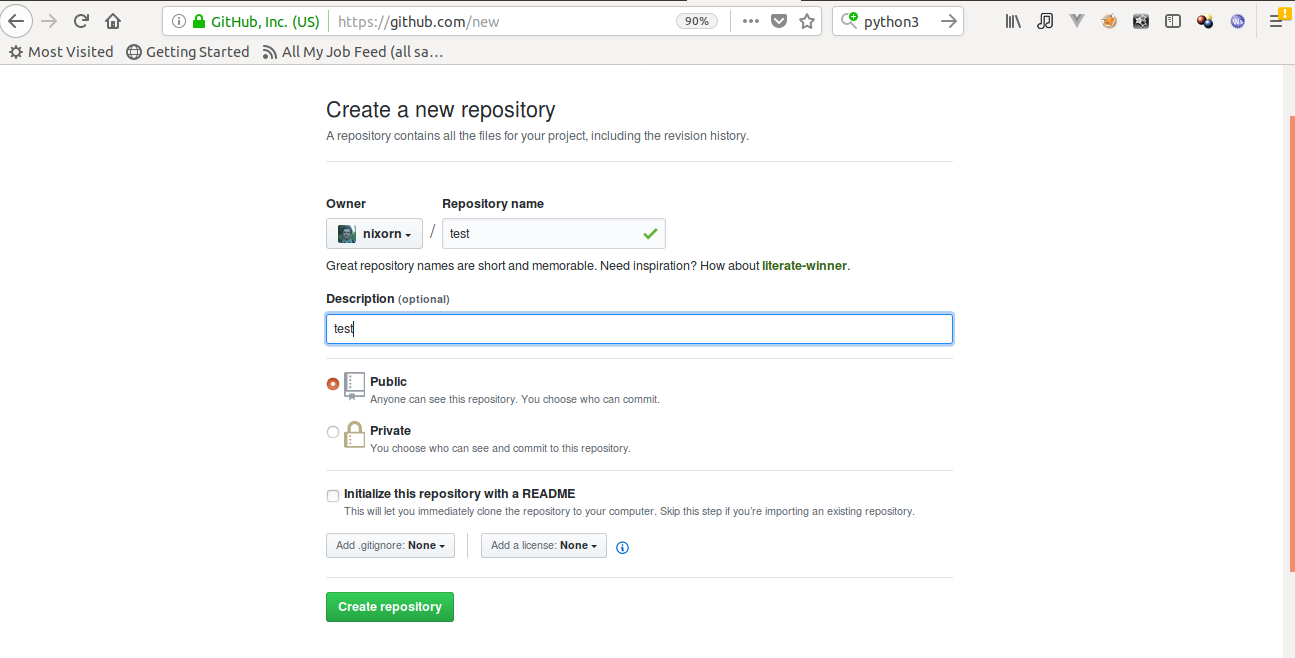 GitHub, Inc. (US) https://github.com/new 90% python3
Most Visited Getting Started All My Job Feed (all sa…
Create a new repository
A repository contains all the files for your project, including the revision history.
Owner Repository name
nixorn / test
Great repository names are short and memorable. Need inspiration? How about literate-winner.
Description (optional)
test
Public
Anyone can see this repository. You choose who can commit.
Private
You choose who can see and commit to this repository.
Initialize this repository with a README
This will let you immediately clone the repository to your computer. Skip this step if you're importing an existing repository.
Add .gitignore: None Add a license: None
Create repository